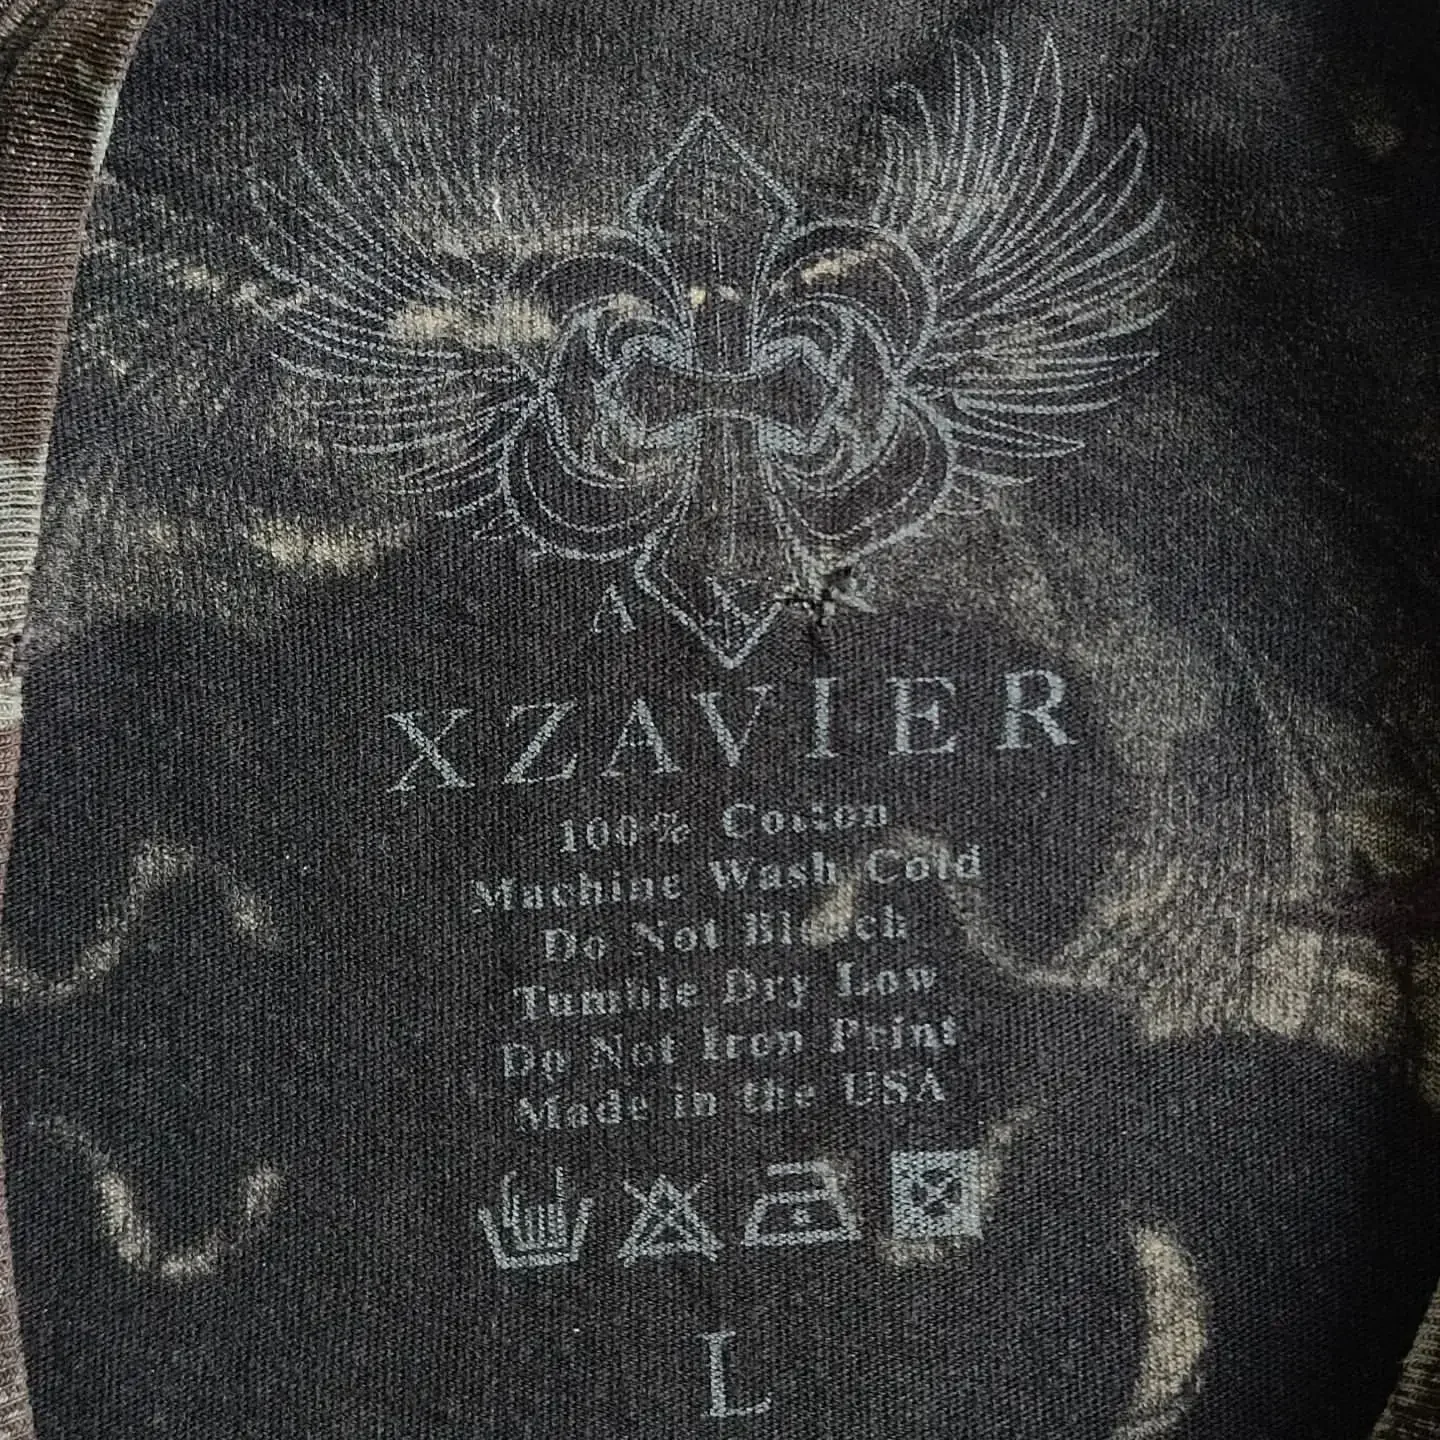 XZAVIER
100% Cotton
Machine Wash Cold
Do Not Bleach
Tumble Dry Low
Do Not Iron Print
Made in the USA
L